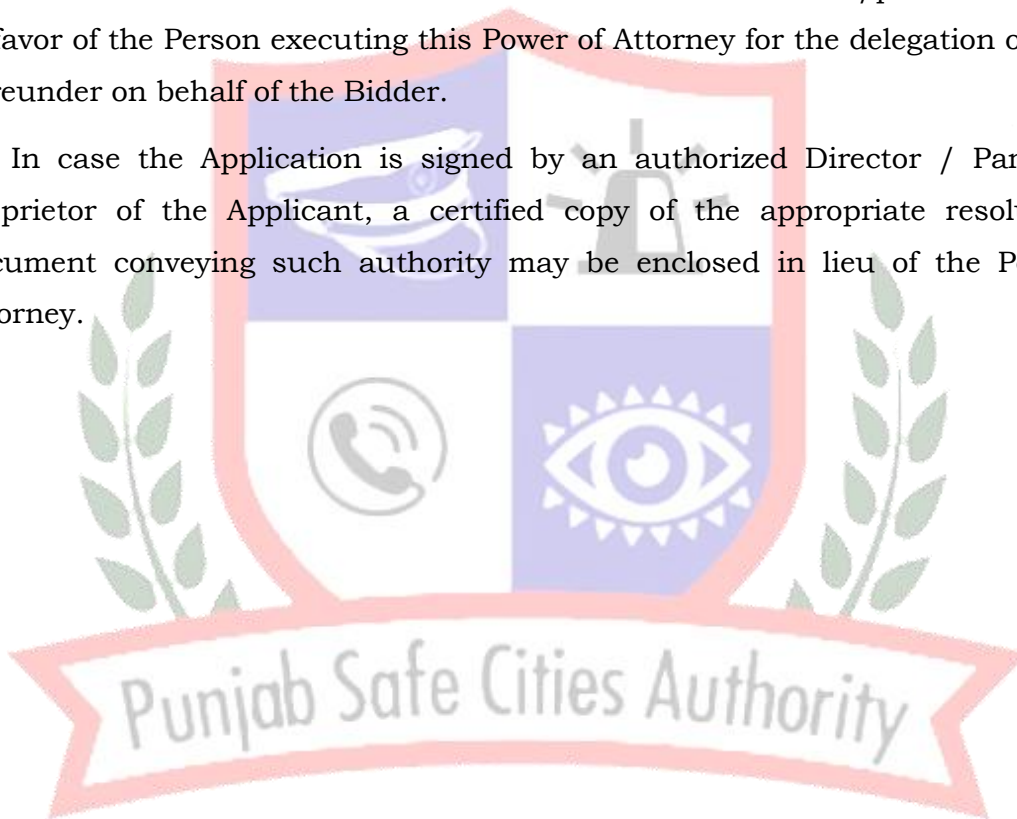 favor of the Person executing this Power of Attorney for the delegation o
reunder on behalf of the Bidder.
In case the Application is signed by an authorized Director / Par
prietor of the Applicant, a certified copy of the appropriate resol
cument conveying such authority may be enclosed in lieu of the P
orney.
Punjab Safe Cities Authority